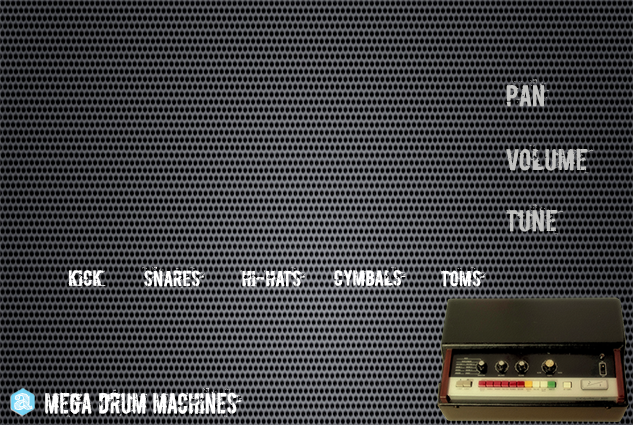 PAN
VOLUME
TUNE
KICK SNARES HI-HATS CYMBALS TOMS
MEGA DRUM MACHINES